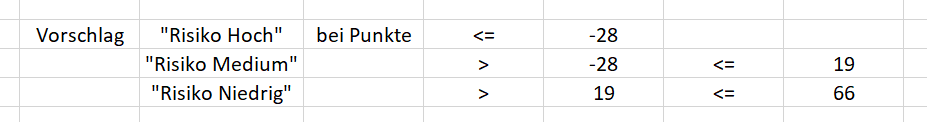 Vorschlag "Risiko Hoch" bei Punkte <= -28
"Risiko Medium" > -28 <= 19
"Risiko Niedrig" > 19 <= 66